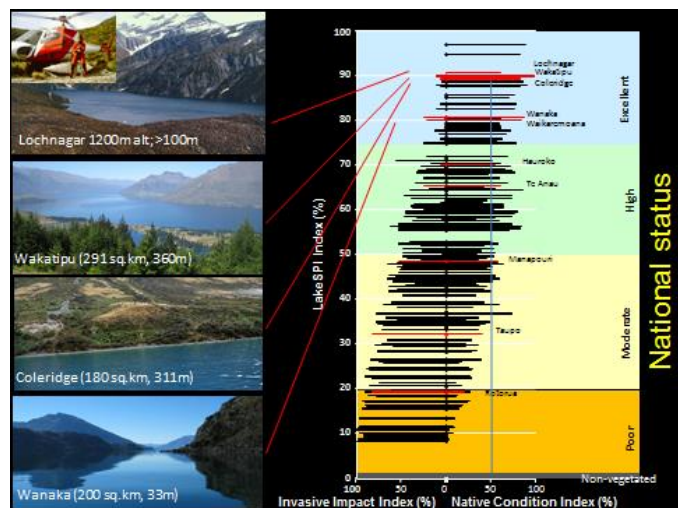 Lochnagar 1200m alt; >100m
Wakatipu (291 sq.km, 360m)
Coleridge (180 sq.km, 311m)
Wanaka (200 sq.km, 33m)
LakeSPI Index (%)
100
90
80
70
60
50
40
30
20
10
0
Lochnagar
Wakatipu
Coleridge
Wanaka
Waikaremoana
Hauroko
Te Anau
Manapouri
Taupo
Rotorua
Excellent
High
Moderate
Poor
National status
Non-vegetated
100 50 0 50 100
Invasive Impact Index (%) Native Condition Index (%)